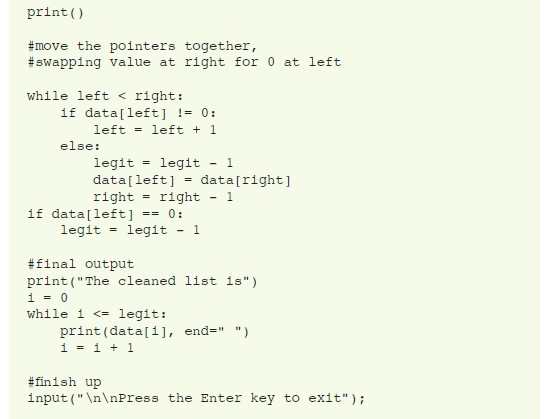 print()
#move the pointers together,
#swapping value at right for 0 at left
while left < right:
    if data[left] != 0:
        left = left + 1
    else:
        legit = legit - 1
        data[left] = data[right]
        right = right - 1
if data[left] == 0:
    legit = legit - 1
#final output
print("The cleaned list is")
i = 0
while i <= legit:
    print(data[i], end=" ")
    i = i + 1
#finish up
input("\n\nPress the Enter key to exit");